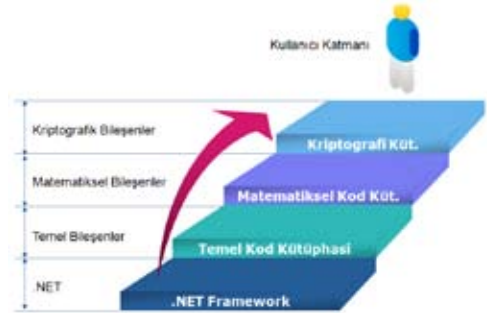 Kullanıcı Katmanı
Kriptografik Bileşenler
Kriptografi Küt.
Matematiksel Bileşenler
Matematiksel Kod Küt.
Temel Bileşenler
Temel Kod Kütüphasi
.NET
.NET Framework